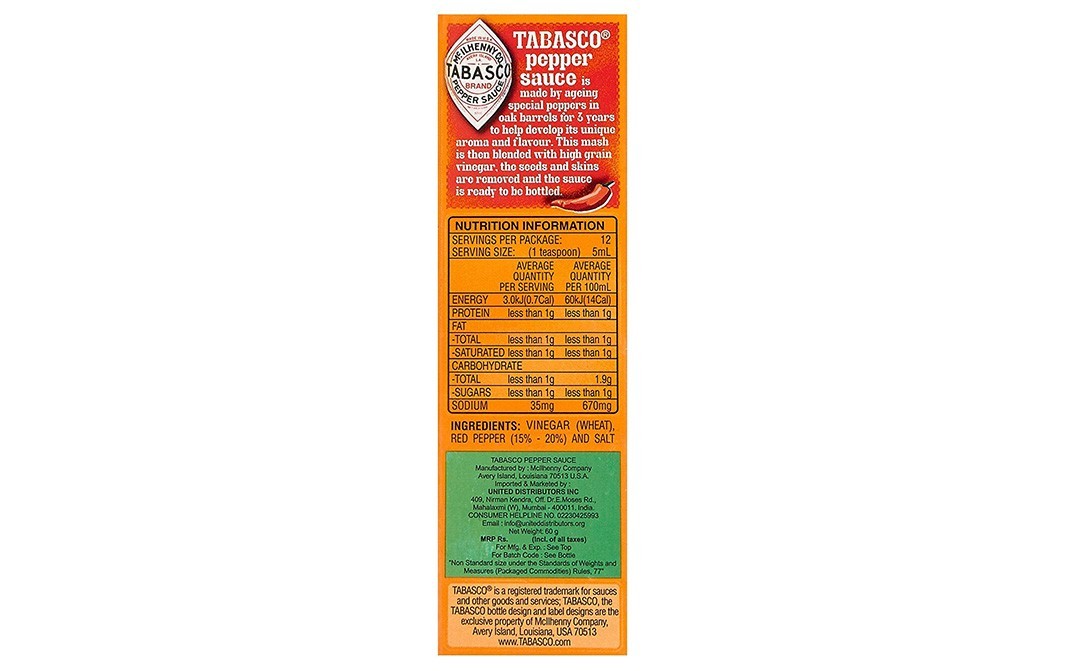 MADE IN U.S.A.
McILHENNY CO.
AVERY ISLAND
LA.
TABASCO
BRAND
PEPPER SAUCE
TABASCO®
pepper
sauce is
made by ageing
special peppers in
oak barrels for 3 years
to help develop its unique
aroma and flavour. This mash
is then blended with high grain
vinegar, the seeds and skins
are removed and the sauce
is ready to be bottled.
NUTRITION INFORMATION
SERVINGS PER PACKAGE: 12
SERVING SIZE: (1 teaspoon) 5mL
AVERAGE AVERAGE
QUANTITY QUANTITY
PER SERVING PER 100mL
ENERGY 3.0kJ(0.7Cal) 60kJ(14Cal)
PROTEIN less than 1g less than 1g
FAT
-TOTAL less than 1g less than 1g
-SATURATED less than 1g less than 1g
CARBOHYDRATE
-TOTAL less than 1g 1.9g
-SUGARS less than 1g less than 1g
SODIUM 35mg 670mg
INGREDIENTS: VINEGAR (WHEAT),
RED PEPPER (15% - 20%) AND SALT
TABASCO PEPPER SAUCE
Manufactured by : McIlhenny Company
Avery Island, Louisiana 70513 U.S.A.
Imported & Marketed by :
UNITED DISTRIBUTORS INC
409, Nirman Kendra, Off. Dr.E.Moses Rd.,
Mahalaxmi (W), Mumbai - 400011, India.
CONSUMER HELPLINE NO. 02230425993
Email : info@uniteddistributors.org
Net Weight: 60 g
MRP Rs. (Incl. of all taxes)
For Mfg. & Exp. : See Top
For Batch Code : See Bottle
"Non Standard size under the Standards of Weights and
Measures (Packaged Commodities) Rules, 77"
TABASCO® is a registered trademark for sauces
and other goods and services; TABASCO, the
TABASCO bottle design and label designs are the
exclusive property of McIlhenny Company,
Avery Island, Louisiana, USA 70513
www.TABASCO.com